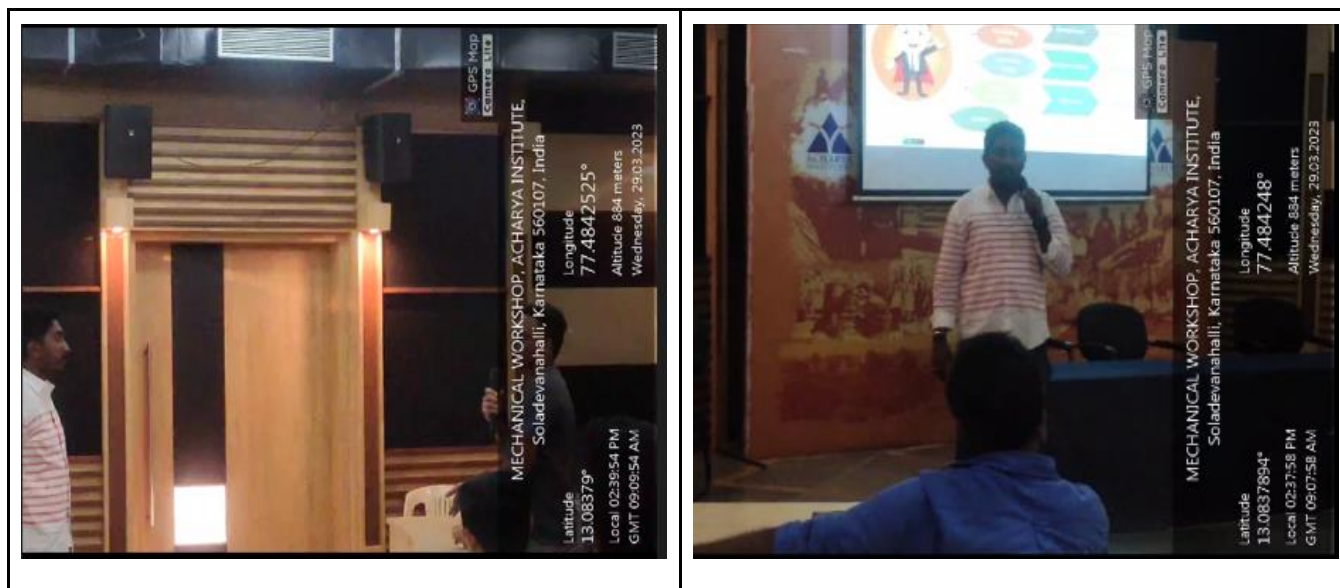 GPS Map
Camera Lite
MECHANICAL WORKSHOP, ACHARYA INSTITUTE,
Soladevanahalli, Karnataka 560107, India
Latitude
13.08379°
Longitude
77.4842525°
Local 02:39:54 PM
GMT 09:09:54 AM
Altitude 884 meters
Wednesday, 29.03.2023
GPS Map
Camera Lite
MECHANICAL WORKSHOP, ACHARYA INSTITUTE,
Soladevanahalli, Karnataka 560107, India
Latitude
13.0837894°
Longitude
77.4842248°
Local 02:37:58 PM
GMT 09:07:58 AM
Altitude 884 meters
Wednesday, 29.03.2023
ACHARYA